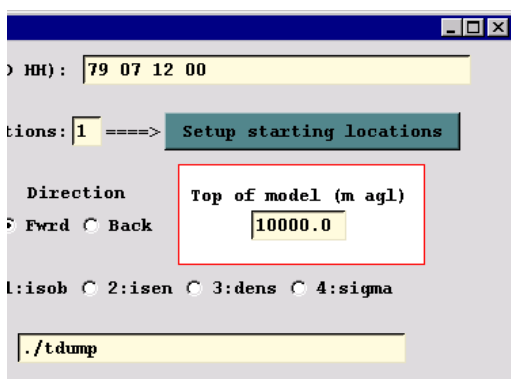 HH): 79 07 12 00
tions: 1 ====> Setup starting locations
Direction
Top of model (m agl)
Fwrd Back
10000.0
1:isob 2:isen 3:dens 4:sigma
./tdump